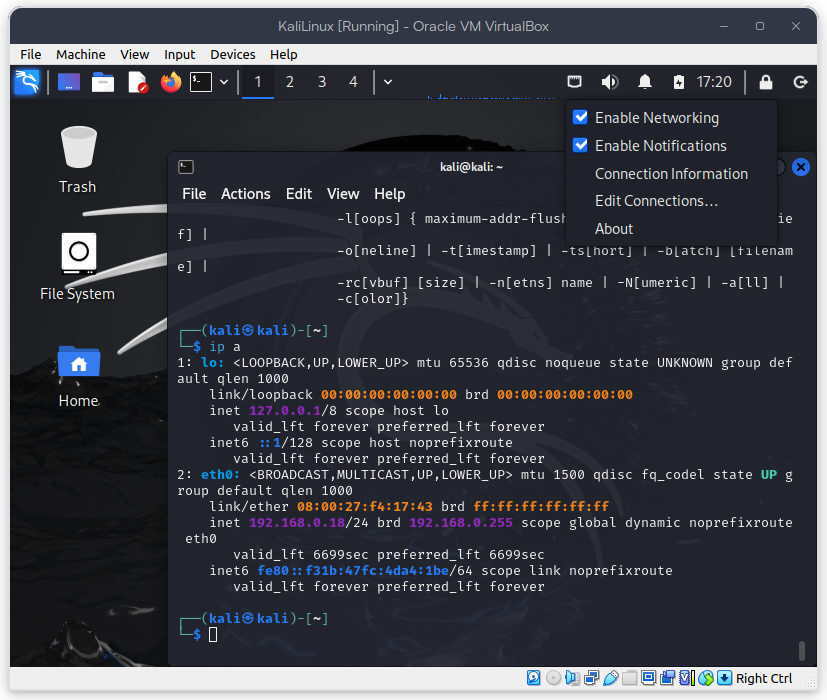 KaliLinux [Running] - Oracle VM VirtualBox
File Machine View Input Devices Help
1 2 3 4 17:20
Enable Networking
Enable Notifications
Connection Information
Edit Connections...
About
Trash
File System
Home
kali@kali: ~
File Actions Edit View Help
-l[oops] { maximum-addr-flush
f] |
-o[neline] | -t[imestamp] | -ts[hort] | -b[atch] [filenam
e] |
-rc[vbuf] [size] | -n[etns] name | -N[umeric] | -a[ll] |
-c[olor]}
┌──(kali㉿kali)-[~]
└─$ ip a
1: lo: <LOOPBACK,UP,LOWER_UP> mtu 65536 qdisc noqueue state UNKNOWN group def
ault qlen 1000
link/loopback 00:00:00:00:00:00 brd 00:00:00:00:00:00
inet 127.0.0.1/8 scope host lo
valid_lft forever preferred_lft forever
inet6 ::1/128 scope host noprefixroute
valid_lft forever preferred_lft forever
2: eth0: <BROADCAST,MULTICAST,UP,LOWER_UP> mtu 1500 qdisc fq_codel state UP g
roup default qlen 1000
link/ether 08:00:27:f4:17:43 brd ff:ff:ff:ff:ff:ff
inet 192.168.0.18/24 brd 192.168.0.255 scope global dynamic noprefixroute
eth0
valid_lft 6699sec preferred_lft 6699sec
inet6 fe80::f31b:47fc:4da4:1be/64 scope link noprefixroute
valid_lft forever preferred_lft forever
┌──(kali㉿kali)-[~]
└─$
Right Ctrl